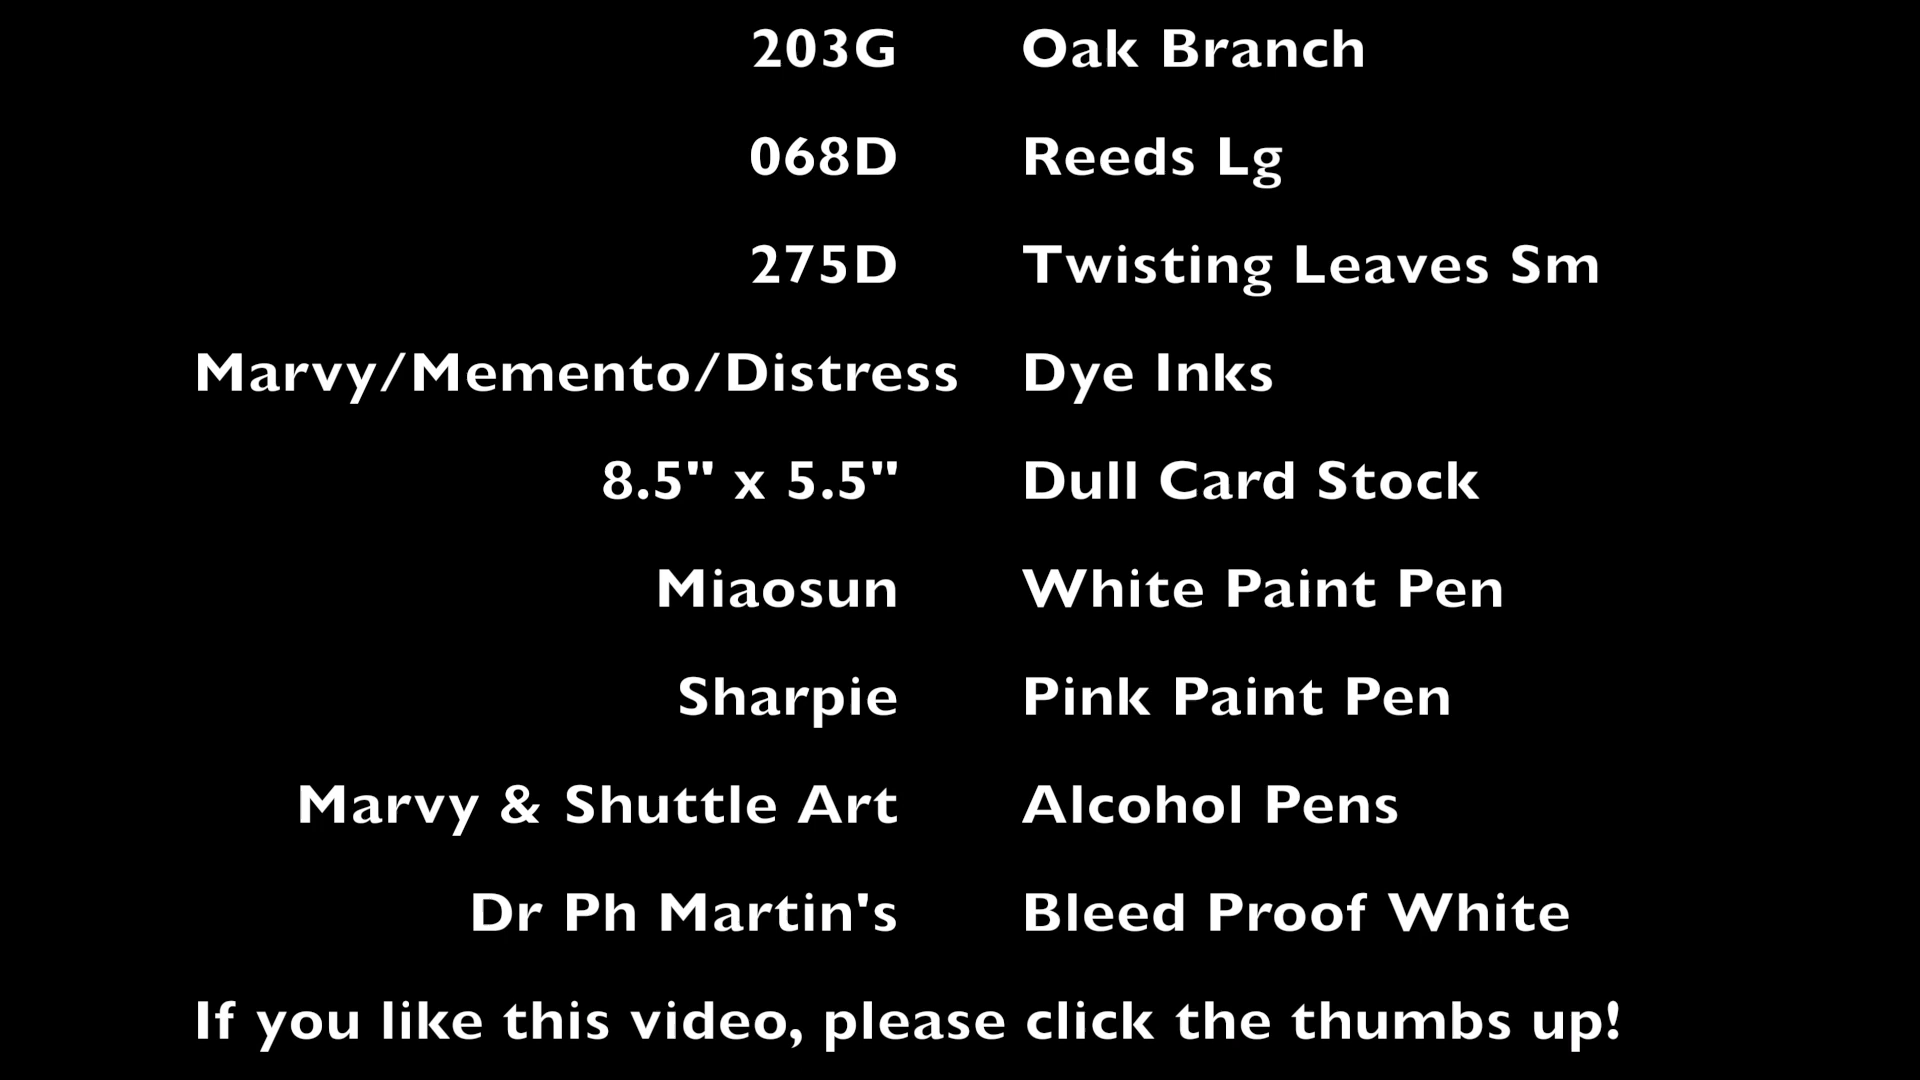 203G Oak Branch
068D Reeds Lg
275D Twisting Leaves Sm
Marvy/Memento/Distress Dye Inks
8.5" x 5.5" Dull Card Stock
Miaosun White Paint Pen
Sharpie Pink Paint Pen
Marvy & Shuttle Art Alcohol Pens
Dr Ph Martin's Bleed Proof White
If you like this video, please click the thumbs up!